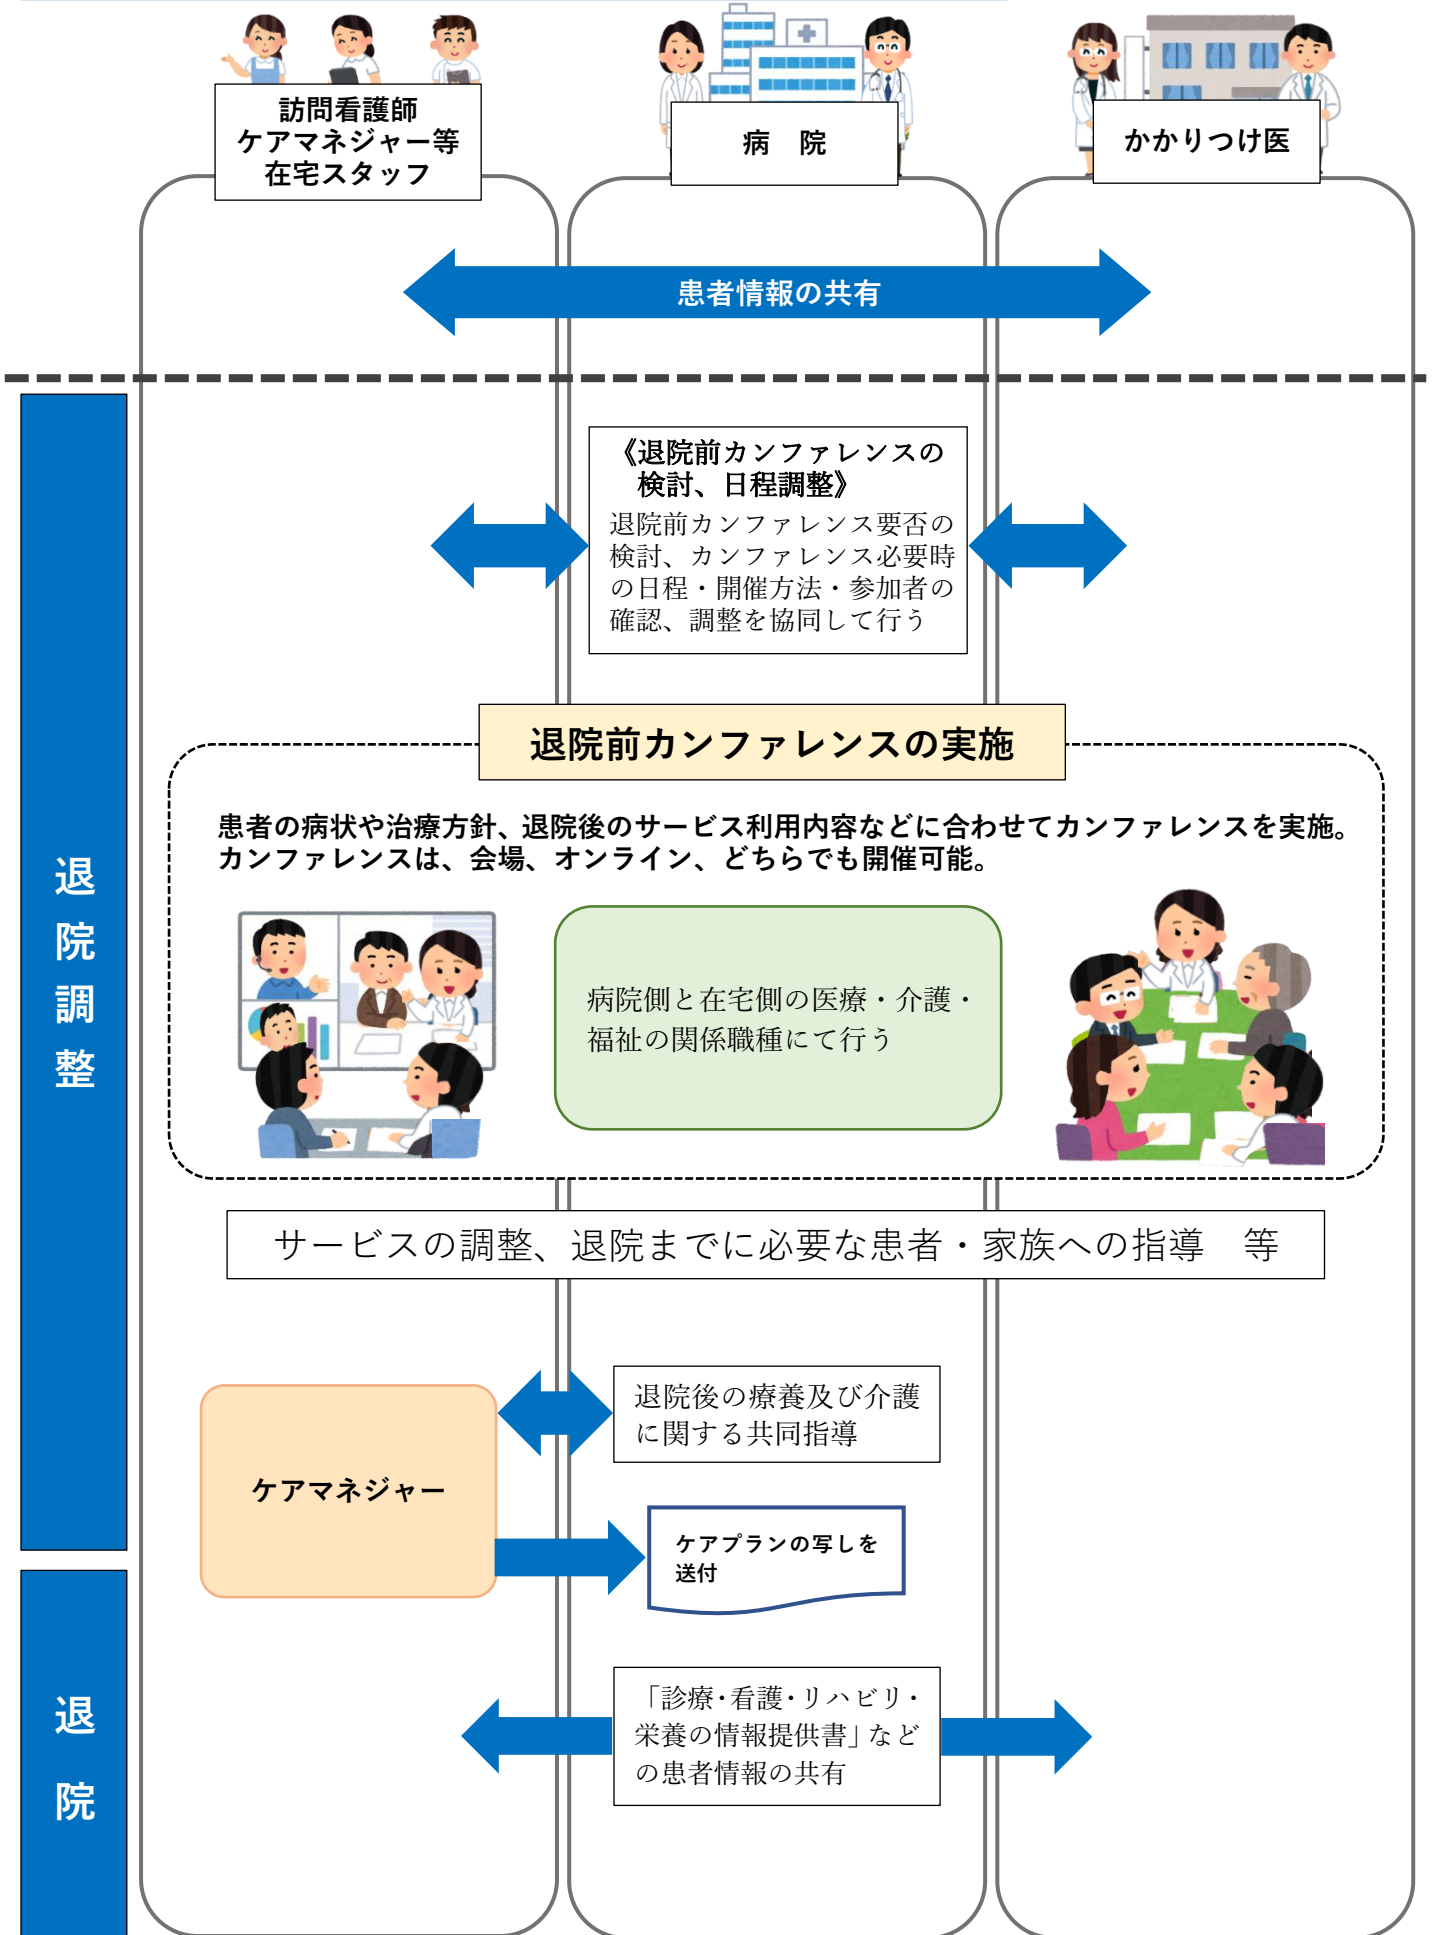 訪問看護師
ケアマネジャー等
在宅スタッフ
病　院
かかりつけ医
患者情報の共有
退院調整
《退院前カンファレンスの
検討、日程調整》
退院前カンファレンス要否の
検討、カンファレンス必要時
の日程・開催方法・参加者の
確認、調整を協同して行う
退院前カンファレンスの実施
患者の病状や治療方針、退院後のサービス利用内容などに合わせてカンファレンスを実施。
カンファレンスは、会場、オンライン、どちらでも開催可能。
病院側と在宅側の医療・介護・
福祉の関係職種にて行う
サービスの調整、退院までに必要な患者・家族への指導　等
退院後の療養及び介護
に関する共同指導
ケアマネジャー
ケアプランの写しを
送付
退院
「診療・看護・リハビリ・
栄養の情報提供書」など
の患者情報の共有